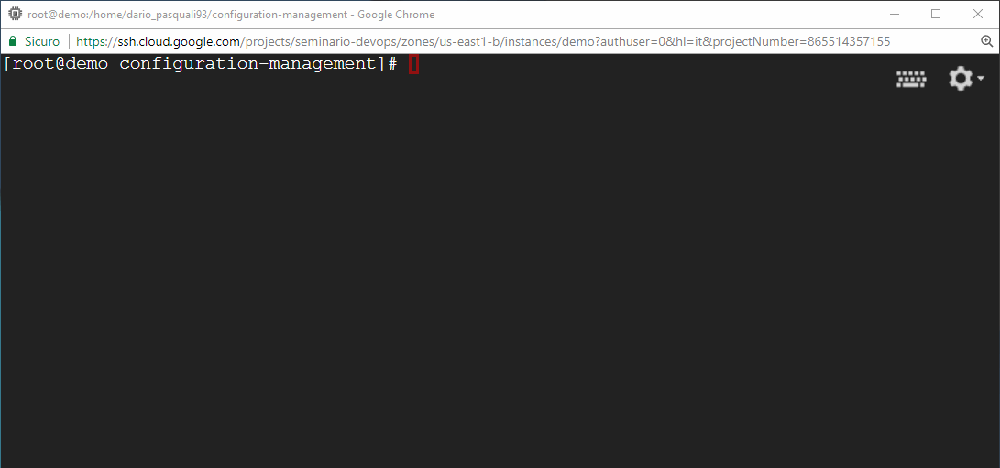 root@demo:/home/dario_pasquali93/configuration-management - Google Chrome
Sicuro https://ssh.cloud.google.com/projects/seminario-devops/zones/us-east1-b/instances/demo?authuser=0&hl=it&projectNumber=865514357155
[root@demo configuration-management]#